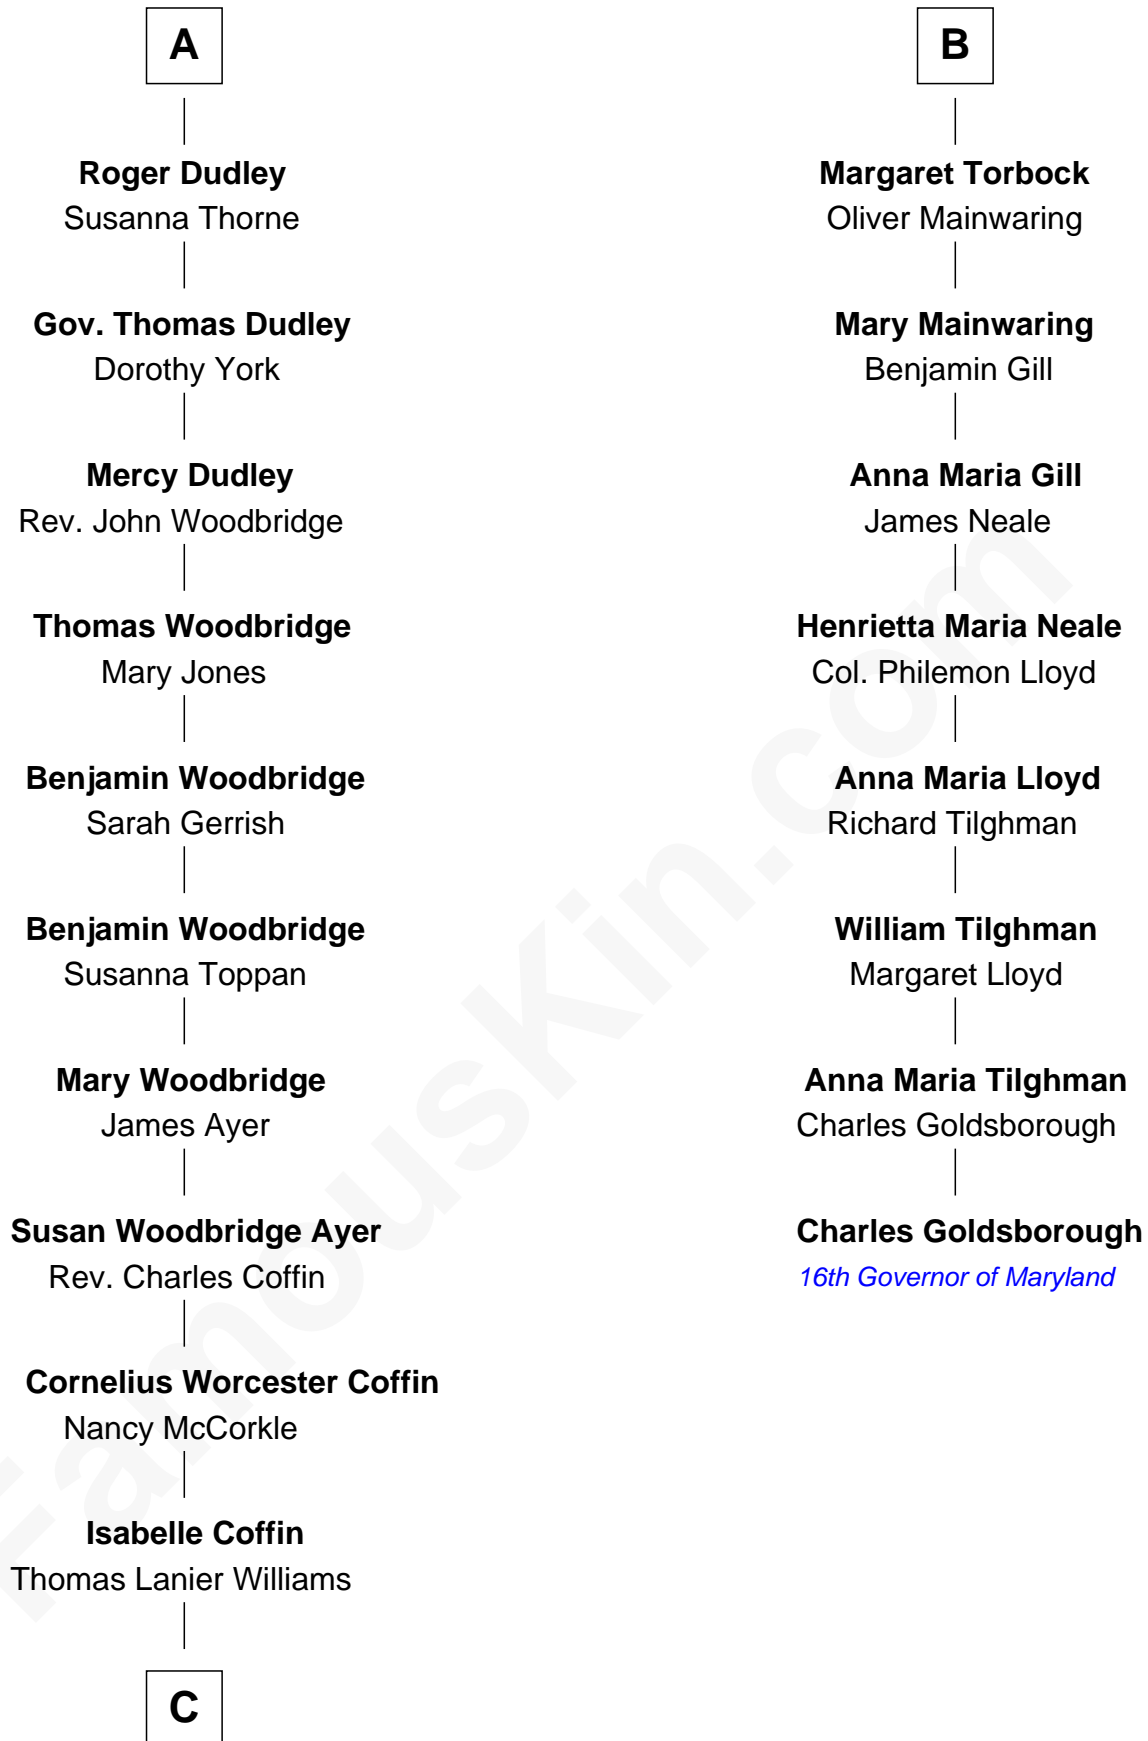 A
Roger Dudley
Susanna Thorne
Gov. Thomas Dudley
Dorothy York
Mercy Dudley
Rev. John Woodbridge
Thomas Woodbridge
Mary Jones
Benjamin Woodbridge
Sarah Gerrish
Benjamin Woodbridge
Susanna Toppan
Mary Woodbridge
James Ayer
Susan Woodbridge Ayer
Rev. Charles Coffin
Cornelius Worcester Coffin
Nancy McCorkle
Isabelle Coffin
Thomas Lanier Williams
C
B
Margaret Torbock
Oliver Mainwaring
Mary Mainwaring
Benjamin Gill
Anna Maria Gill
James Neale
Henrietta Maria Neale
Col. Philemon Lloyd
Anna Maria Lloyd
Richard Tilghman
William Tilghman
Margaret Lloyd
Anna Maria Tilghman
Charles Goldsborough
Charles Goldsborough
16th Governor of Maryland
FamousKin.com